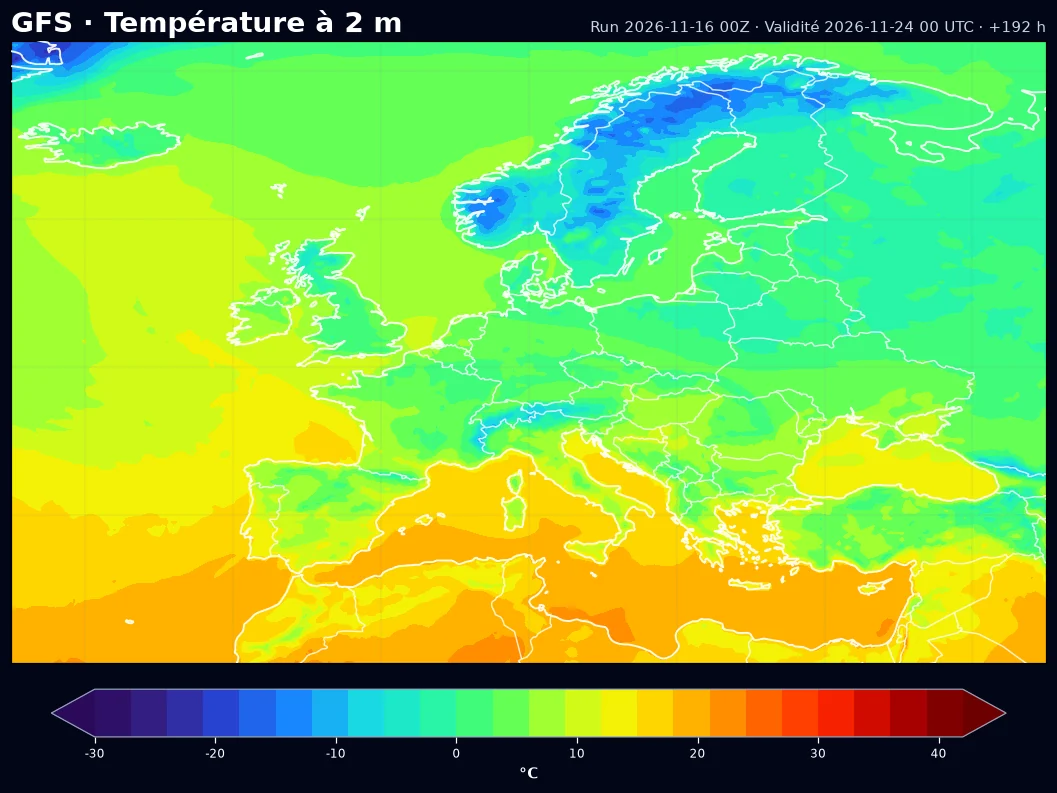 GFS · Température à 2 m
Run 2026-11-16 00Z · Validité 2026-11-24 00 UTC · +192 h
-30 -20 -10 0 10 20 30 40
°C